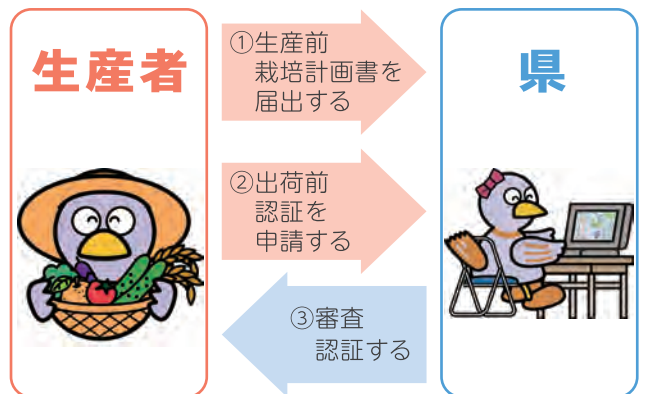 生産者
①生産前
栽培計画書を
届出する
②出荷前
認証を
申請する
③審査
認証する
県